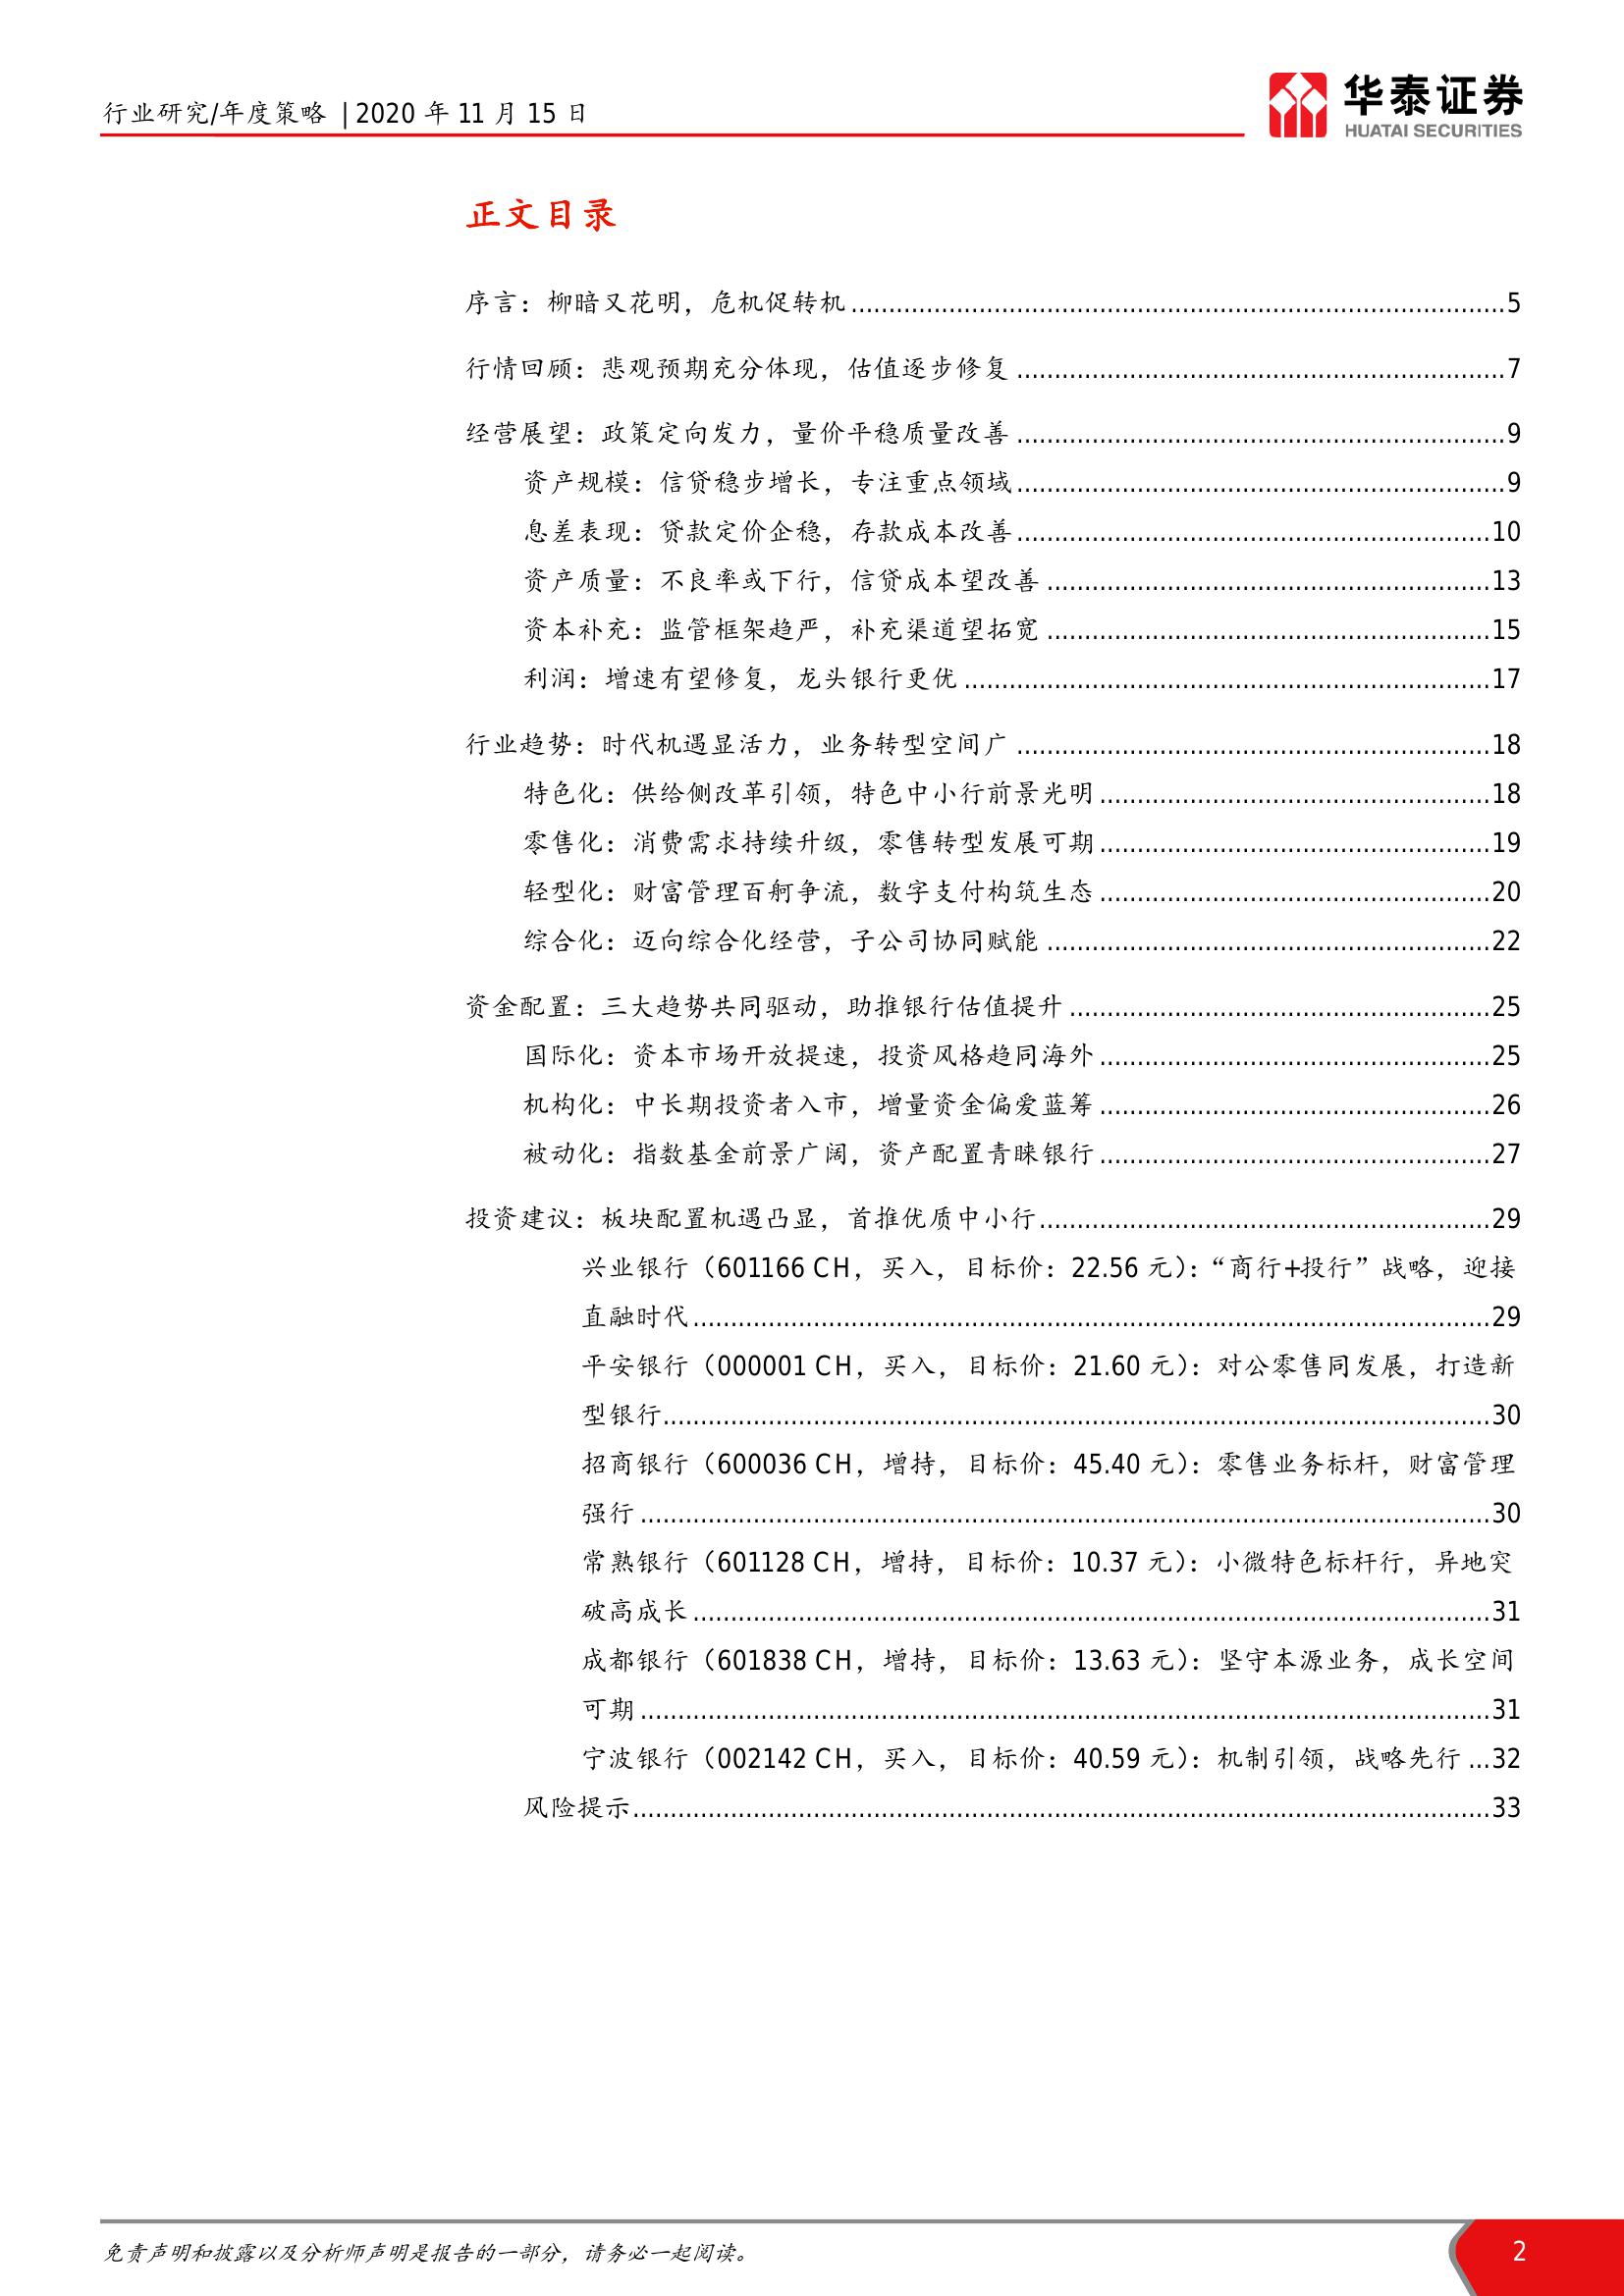 行业研究/年度策略 | 2020 年 11 月 15 日
华泰证券
HUATAI SECURITIES
正文目录
序言：柳暗又花明，危机促转机......5
行情回顾：悲观预期充分体现，估值逐步修复......7
经营展望：政策定向发力，量价平稳质量改善......9
资产规模：信贷稳步增长，专注重点领域......9
息差表现：贷款定价企稳，存款成本改善......10
资产质量：不良率或下行，信贷成本望改善......13
资本补充：监管框架趋严，补充渠道望拓宽......15
利润：增速有望修复，龙头银行更优......17
行业趋势：时代机遇显活力，业务转型空间广......18
特色化：供给侧改革引领，特色中小行前景光明......18
零售化：消费需求持续升级，零售转型发展可期......19
轻型化：财富管理百舸争流，数字支付构筑生态......20
综合化：迈向综合化经营，子公司协同赋能......22
资金配置：三大趋势共同驱动，助推银行估值提升......25
国际化：资本市场开放提速，投资风格趋同海外......25
机构化：中长期投资者入市，增量资金偏爱蓝筹......26
被动化：指数基金前景广阔，资产配置青睐银行......27
投资建议：板块配置机遇凸显，首推优质中小行......29
兴业银行（601166 CH，买入，目标价：22.56 元）：“商行+投行”战略，迎接
直融时代......29
平安银行（000001 CH，买入，目标价：21.60 元）：对公零售同发展，打造新
型银行......30
招商银行（600036 CH，增持，目标价：45.40 元）：零售业务标杆，财富管理
强行......30
常熟银行（601128 CH，增持，目标价：10.37 元）：小微特色标杆行，异地突
破高成长......31
成都银行（601838 CH，增持，目标价：13.63 元）：坚守本源业务，成长空间
可期......31
宁波银行（002142 CH，买入，目标价：40.59 元）：机制引领，战略先行...32
风险提示......33
免责声明和披露以及分析师声明是报告的一部分，请务必一起阅读。
2